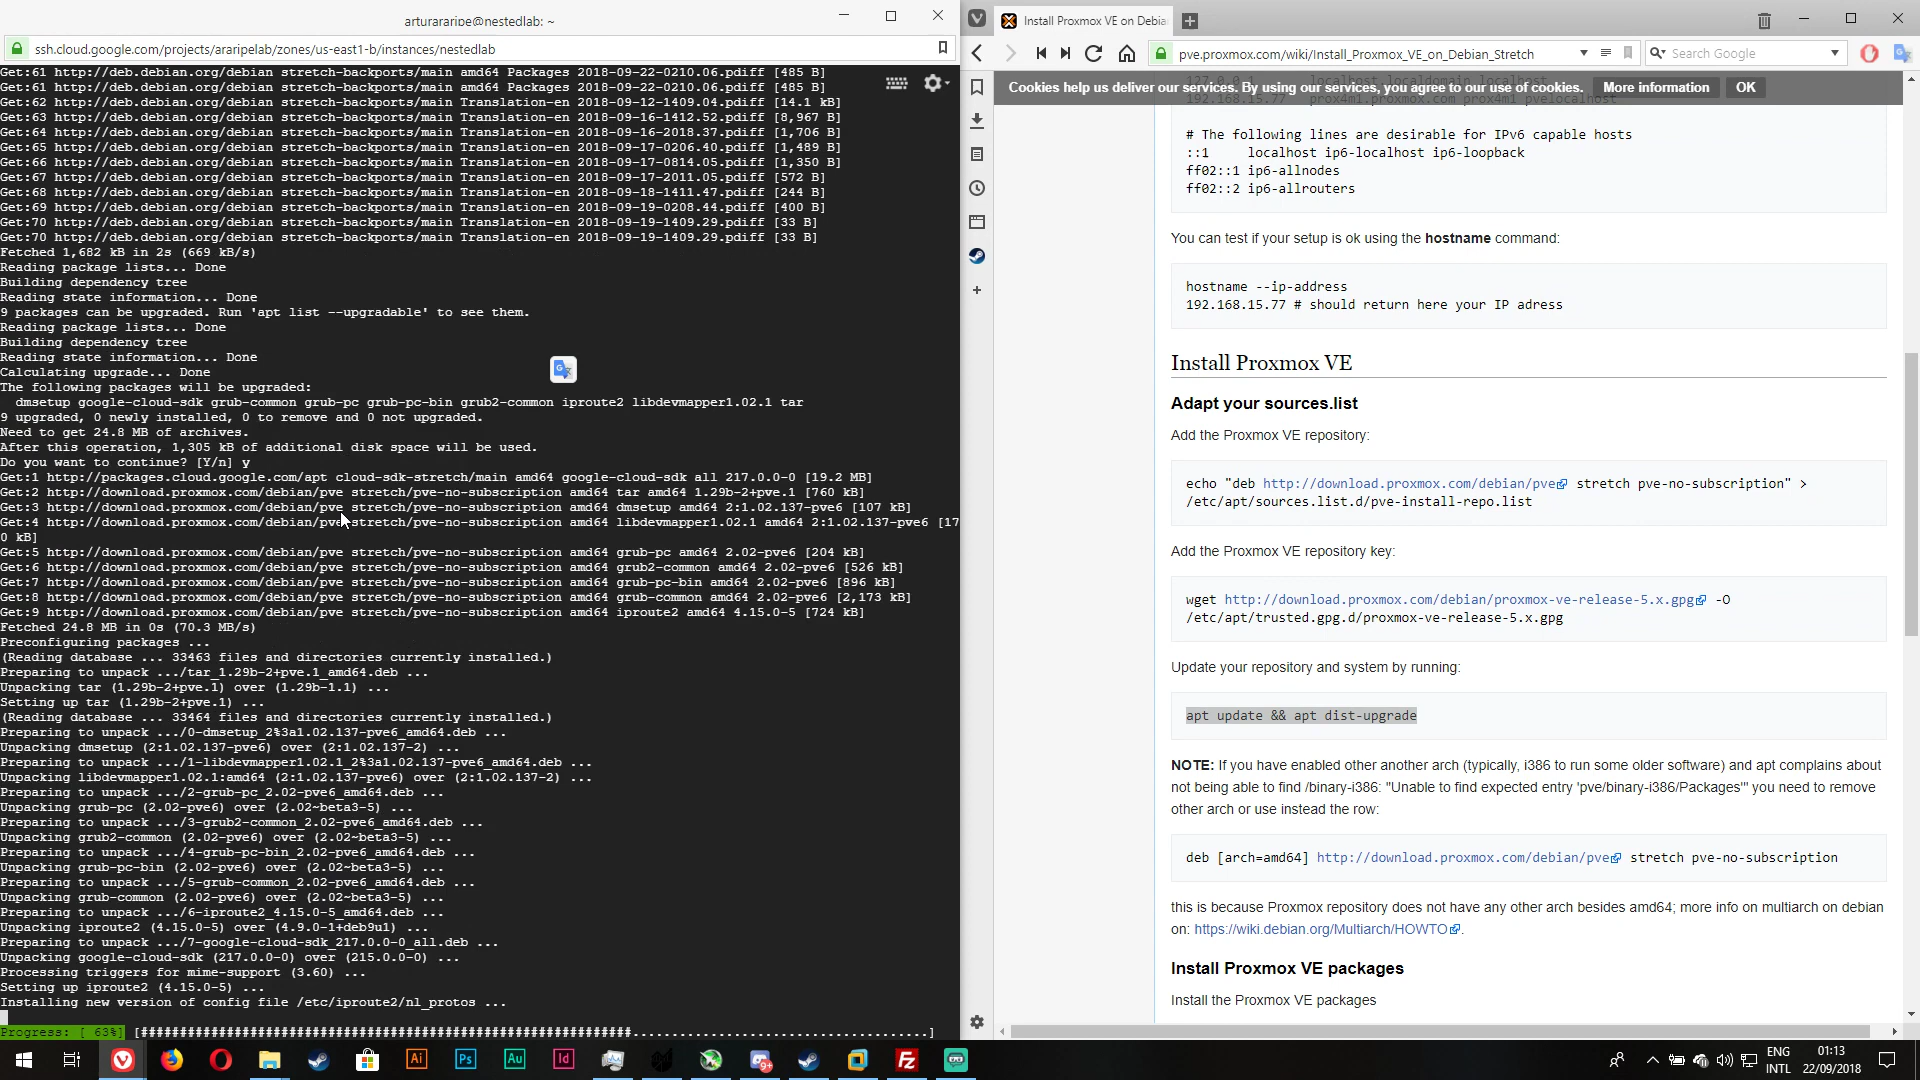 arturararipe@nestedlab: ~
ssh.cloud.google.com/projects/araripelab/zones/us-east1-b/instances/nestedlab
Get:61 http://deb.debian.org/debian stretch-backports/main amd64 Packages 2018-09-22-0210.06.pdiff [485 B]
Get:61 http://deb.debian.org/debian stretch-backports/main amd64 Packages 2018-09-22-0210.06.pdiff [485 B]
Get:62 http://deb.debian.org/debian stretch-backports/main Translation-en 2018-09-12-1409.04.pdiff [14.1 kB]
Get:63 http://deb.debian.org/debian stretch-backports/main Translation-en 2018-09-16-1412.52.pdiff [8,967 B]
Get:64 http://deb.debian.org/debian stretch-backports/main Translation-en 2018-09-16-2018.37.pdiff [1,706 B]
Get:65 http://deb.debian.org/debian stretch-backports/main Translation-en 2018-09-17-0206.40.pdiff [1,489 B]
Get:66 http://deb.debian.org/debian stretch-backports/main Translation-en 2018-09-17-0814.05.pdiff [1,350 B]
Get:67 http://deb.debian.org/debian stretch-backports/main Translation-en 2018-09-17-2011.05.pdiff [572 B]
Get:68 http://deb.debian.org/debian stretch-backports/main Translation-en 2018-09-18-1411.47.pdiff [244 B]
Get:69 http://deb.debian.org/debian stretch-backports/main Translation-en 2018-09-19-0208.44.pdiff [400 B]
Get:70 http://deb.debian.org/debian stretch-backports/main Translation-en 2018-09-19-1409.29.pdiff [33 B]
Get:70 http://deb.debian.org/debian stretch-backports/main Translation-en 2018-09-19-1409.29.pdiff [33 B]
Fetched 1,682 kB in 2s (669 kB/s)
Reading package lists... Done
Building dependency tree
Reading state information... Done
9 packages can be upgraded. Run 'apt list --upgradable' to see them.
Reading package lists... Done
Building dependency tree
Reading state information... Done
Calculating upgrade... Done
The following packages will be upgraded:
dmsetup google-cloud-sdk grub-common grub-pc grub-pc-bin grub2-common iproute2 libdevmapper1.02.1 tar
9 upgraded, 0 newly installed, 0 to remove and 0 not upgraded.
Need to get 24.8 MB of archives.
After this operation, 1,305 kB of additional disk space will be used.
Do you want to continue? [Y/n] y
Get:1 http://packages.cloud.google.com/apt cloud-sdk-stretch/main amd64 google-cloud-sdk all 217.0.0-0 [19.2 MB]
Get:2 http://download.proxmox.com/debian/pve stretch/pve-no-subscription amd64 tar amd64 1.29b-2+pve.1 [760 kB]
Get:3 http://download.proxmox.com/debian/pve stretch/pve-no-subscription amd64 dmsetup amd64 2:1.02.137-pve6 [107 kB]
Get:4 http://download.proxmox.com/debian/pve stretch/pve-no-subscription amd64 libdevmapper1.02.1 amd64 2:1.02.137-pve6 [17
0 kB]
Get:5 http://download.proxmox.com/debian/pve stretch/pve-no-subscription amd64 grub-pc amd64 2.02-pve6 [204 kB]
Get:6 http://download.proxmox.com/debian/pve stretch/pve-no-subscription amd64 grub2-common amd64 2.02-pve6 [526 kB]
Get:7 http://download.proxmox.com/debian/pve stretch/pve-no-subscription amd64 grub-pc-bin amd64 2.02-pve6 [896 kB]
Get:8 http://download.proxmox.com/debian/pve stretch/pve-no-subscription amd64 grub-common amd64 2.02-pve6 [2,173 kB]
Get:9 http://download.proxmox.com/debian/pve stretch/pve-no-subscription amd64 iproute2 amd64 4.15.0-5 [724 kB]
Fetched 24.8 MB in 0s (70.3 MB/s)
Preconfiguring packages ...
(Reading database ... 33463 files and directories currently installed.)
Preparing to unpack .../tar_1.29b-2+pve.1_amd64.deb ...
Unpacking tar (1.29b-2+pve.1) over (1.29b-1.1) ...
Setting up tar (1.29b-2+pve.1) ...
(Reading database ... 33464 files and directories currently installed.)
Preparing to unpack .../0-dmsetup_2%3a1.02.137-pve6_amd64.deb ...
Unpacking dmsetup (2:1.02.137-pve6) over (2:1.02.137-2) ...
Preparing to unpack .../1-libdevmapper1.02.1_2%3a1.02.137-pve6_amd64.deb ...
Unpacking libdevmapper1.02.1:amd64 (2:1.02.137-pve6) over (2:1.02.137-2) ...
Preparing to unpack .../2-grub-pc_2.02-pve6_amd64.deb ...
Unpacking grub-pc (2.02-pve6) over (2.02~beta3-5) ...
Preparing to unpack .../3-grub2-common_2.02-pve6_amd64.deb ...
Unpacking grub2-common (2.02-pve6) over (2.02~beta3-5) ...
Preparing to unpack .../4-grub-pc-bin_2.02-pve6_amd64.deb ...
Unpacking grub-pc-bin (2.02-pve6) over (2.02~beta3-5) ...
Preparing to unpack .../5-grub-common_2.02-pve6_amd64.deb ...
Unpacking grub-common (2.02-pve6) over (2.02~beta3-5) ...
Preparing to unpack .../6-iproute2_4.15.0-5_amd64.deb ...
Unpacking iproute2 (4.15.0-5) over (4.9.0-1+deb9u1) ...
Preparing to unpack .../7-google-cloud-sdk_217.0.0-0_all.deb ...
Unpacking google-cloud-sdk (217.0.0-0) over (215.0.0-0) ...
Processing triggers for mime-support (3.60) ...
Setting up iproute2 (4.15.0-5) ...
Installing new version of config file /etc/iproute2/nl_protos ...
Progress: [ 63%] [################################################################......................................]
Install Proxmox VE on Debia
pve.proxmox.com/wiki/Install_Proxmox_VE_on_Debian_Stretch
Search Google
127.0.0.1 localhost.localdomain localhost
Cookies help us deliver our services. By using our services, you agree to our use of cookies. More information OK
192.168.15.77 prox4m1.proxmox.com prox4m1 pvelocalhost
# The following lines are desirable for IPv6 capable hosts
::1 localhost ip6-localhost ip6-loopback
ff02::1 ip6-allnodes
ff02::2 ip6-allrouters
You can test if your setup is ok using the hostname command:
hostname --ip-address
192.168.15.77 # should return here your IP adress
Install Proxmox VE
Adapt your sources.list
Add the Proxmox VE repository:
echo "deb http://download.proxmox.com/debian/pve stretch pve-no-subscription" >
/etc/apt/sources.list.d/pve-install-repo.list
Add the Proxmox VE repository key:
wget http://download.proxmox.com/debian/proxmox-ve-release-5.x.gpg -O
/etc/apt/trusted.gpg.d/proxmox-ve-release-5.x.gpg
Update your repository and system by running:
apt update && apt dist-upgrade
NOTE: If you have enabled other another arch (typically, i386 to run some older software) and apt complains about
not being able to find /binary-i386: "Unable to find expected entry 'pve/binary-i386/Packages'" you need to remove
other arch or use instead the row:
deb [arch=amd64] http://download.proxmox.com/debian/pve stretch pve-no-subscription
this is because Proxmox repository does not have any other arch besides amd64; more info on multiarch on debian
on: https://wiki.debian.org/Multiarch/HOWTO.
Install Proxmox VE packages
Install the Proxmox VE packages
Ai
Ps
Au
Id
Fz
ENG
INTL
01:13
22/09/2018